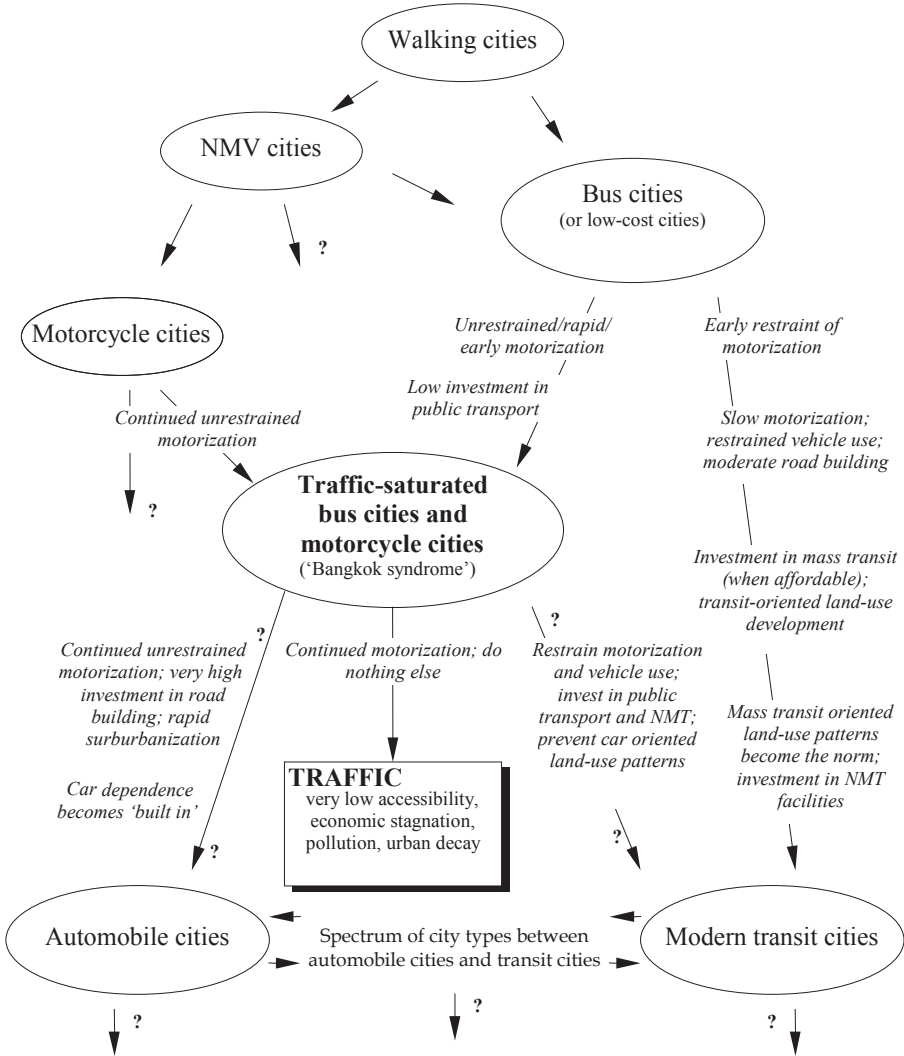 Walking cities
NMV cities
Bus cities
(or low-cost cities)
?
Motorcycle cities
Unrestrained/rapid/
early motorization
Low investment in
public transport
Early restraint of
motorization
Continued unrestrained
motorization
?
Slow motorization;
restrained vehicle use;
moderate road building
Traffic-saturated
bus cities and
motorcycle cities
(‘Bangkok syndrome’)
Investment in mass transit
(when affordable);
transit-oriented land-use
development
?
Continued unrestrained
motorization; very high
investment in road
building; rapid
surburbanization
Car dependence
becomes ‘built in’
?
Continued motorization; do
nothing else
?
Restrain motorization
and vehicle use;
invest in public
transport and NMT;
prevent car oriented
land-use patterns
?
Mass transit oriented
land-use patterns
become the norm;
investment in NMT
facilities
TRAFFIC
very low accessibility,
economic stagnation,
pollution, urban decay
Automobile cities
Spectrum of city types between
automobile cities and transit cities
Modern transit cities
?
?
?